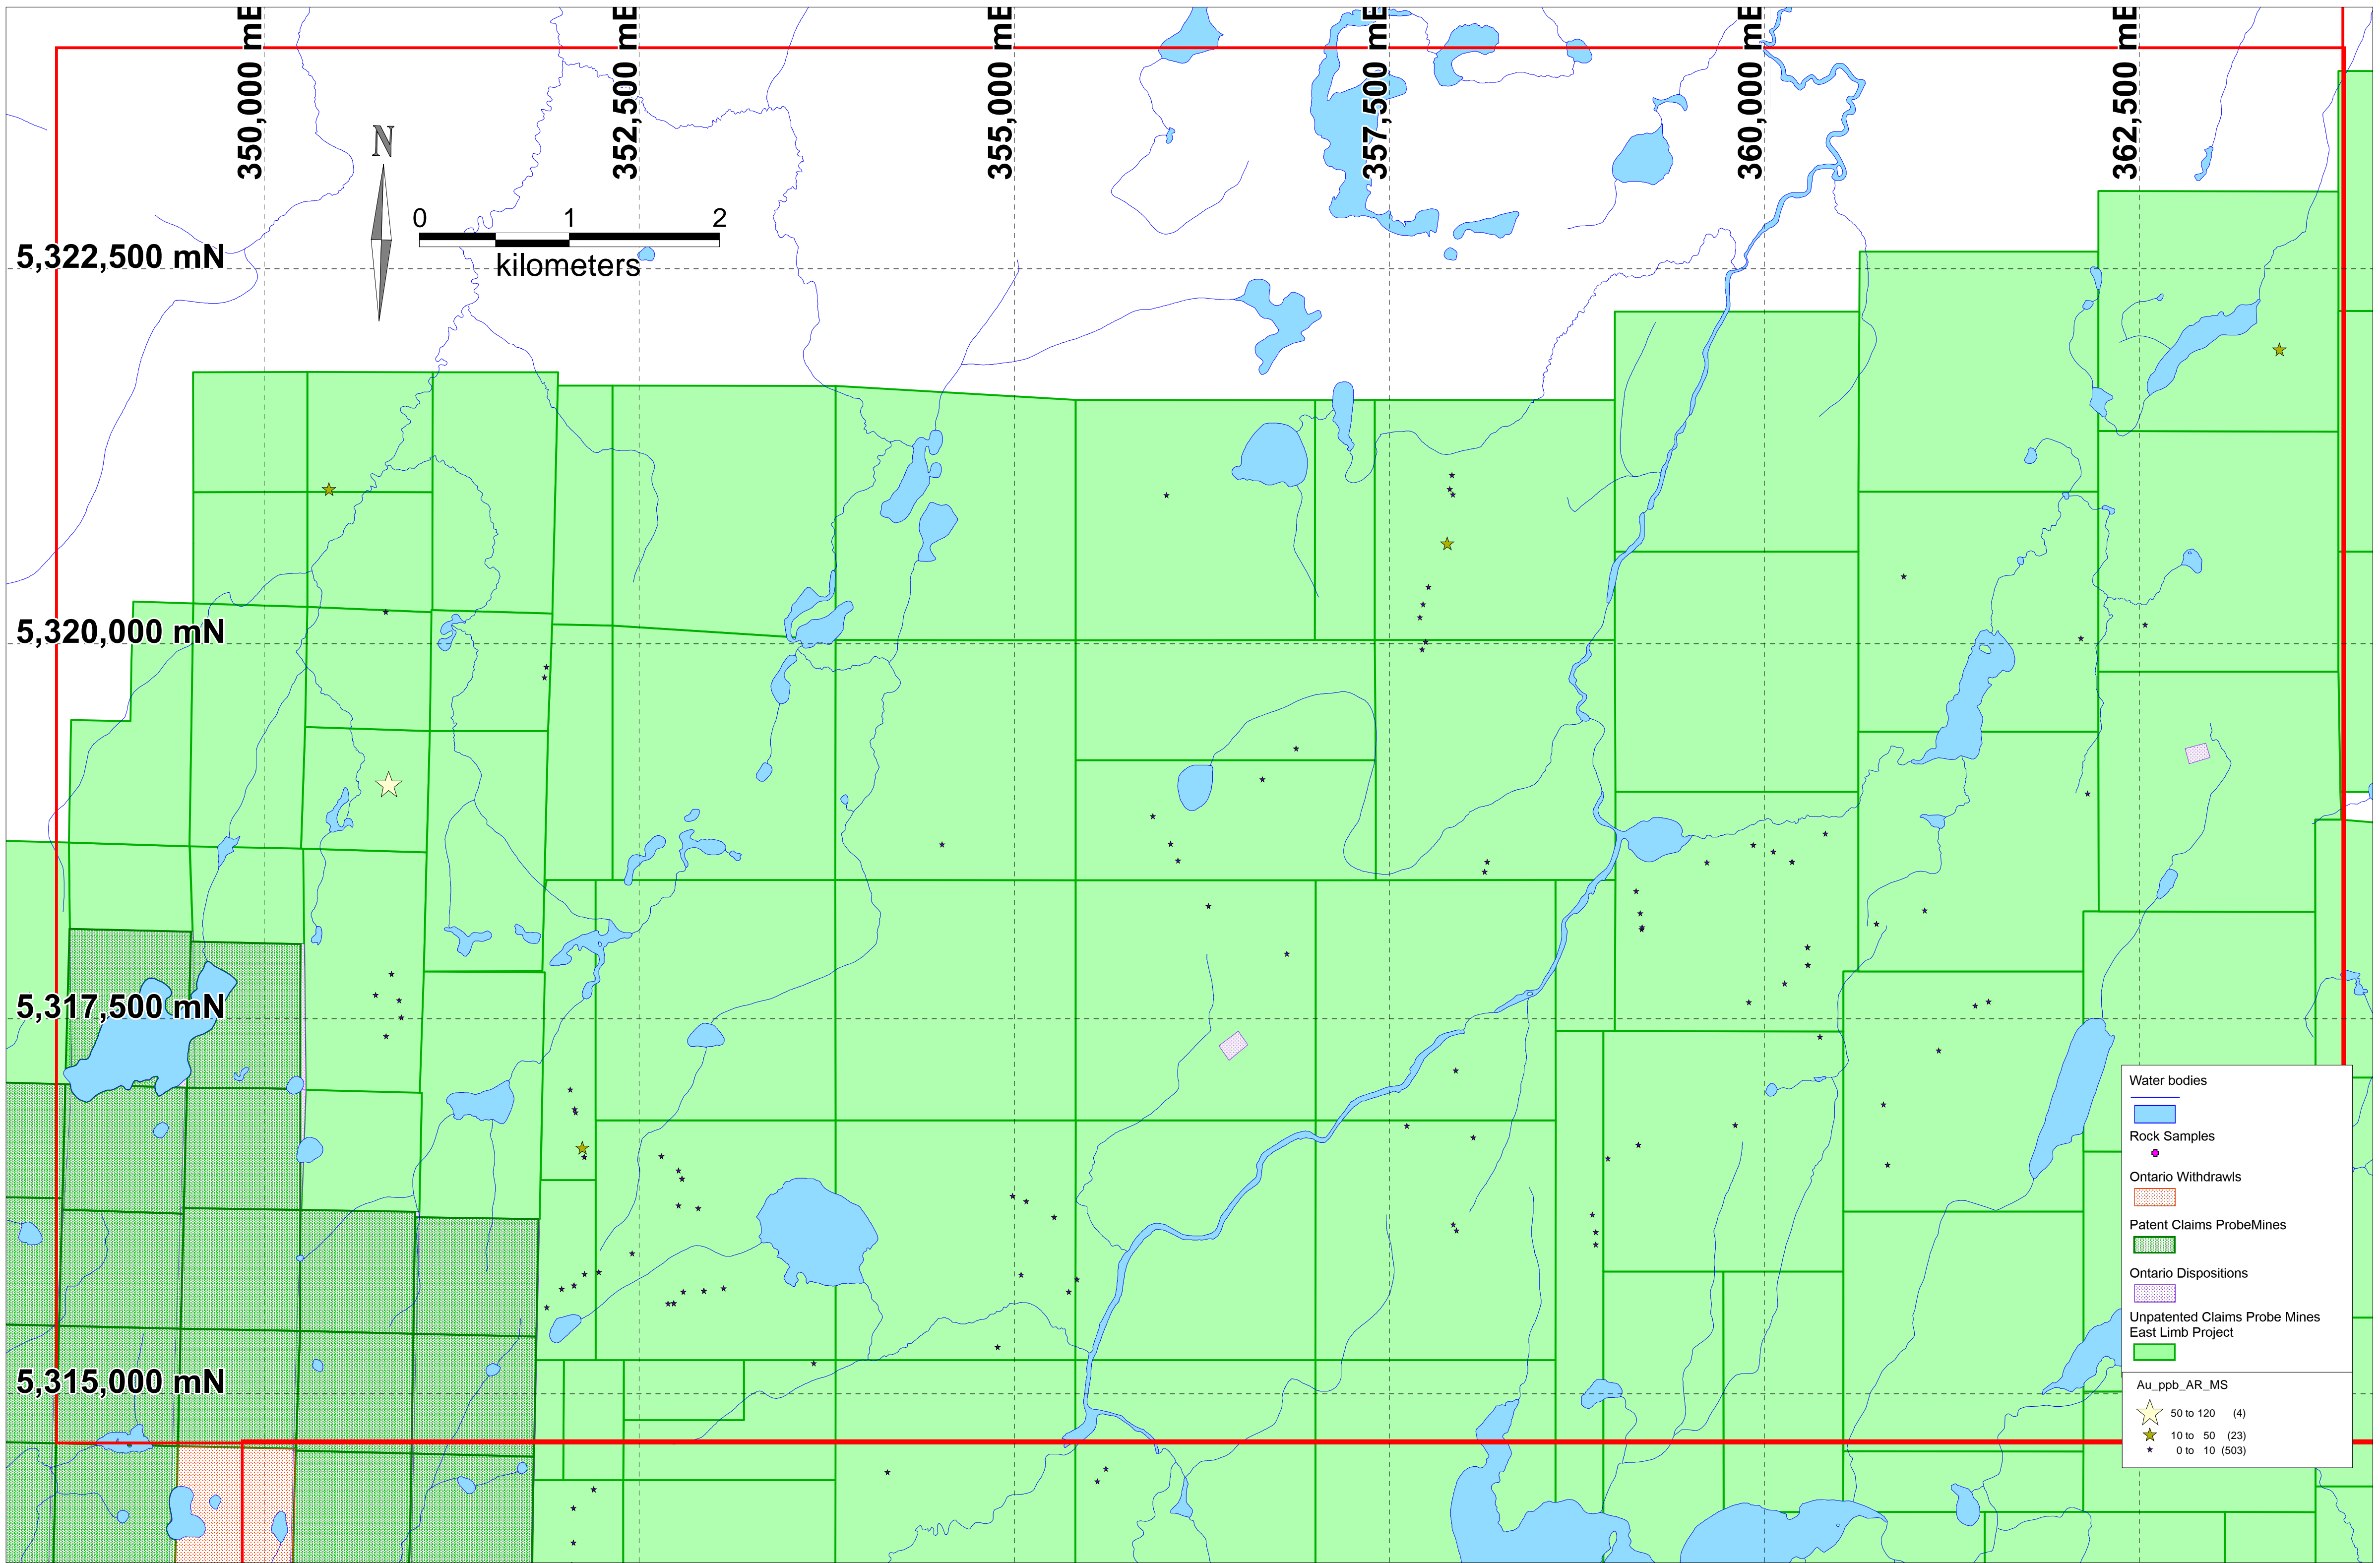 350,000 mE
352,500 mE
355,000 mE
357,500 mE
360,000 mE
362,500 mE
N
0 1 2
kilometers
5,322,500 mN
5,320,000 mN
5,317,500 mN
5,315,000 mN
Water bodies
Rock Samples
Ontario Withdrawls
Patent Claims ProbeMines
Ontario Dispositions
Unpatented Claims Probe Mines
East Limb Project
Au_ppb_AR_MS
50 to 120 (4)
10 to 50 (23)
0 to 10 (503)